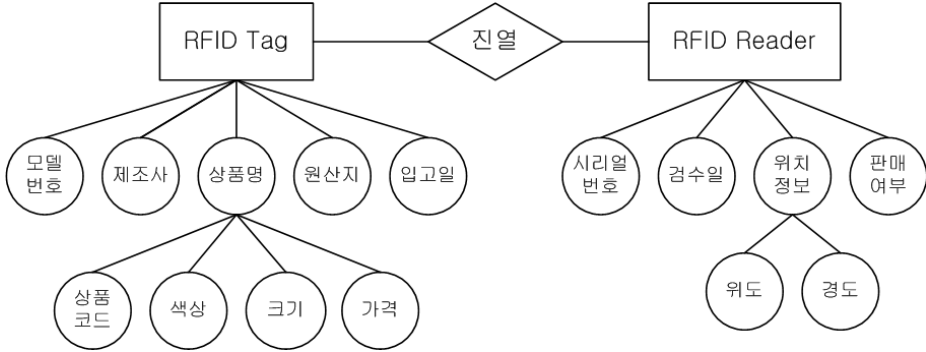 RFID Tag
진열
RFID Reader
모델
번호
제조사
상품명
원산지
입고일
시리얼
번호
검수일
위치
정보
판매
여부
상품
코드
색상
크기
가격
위도
경도